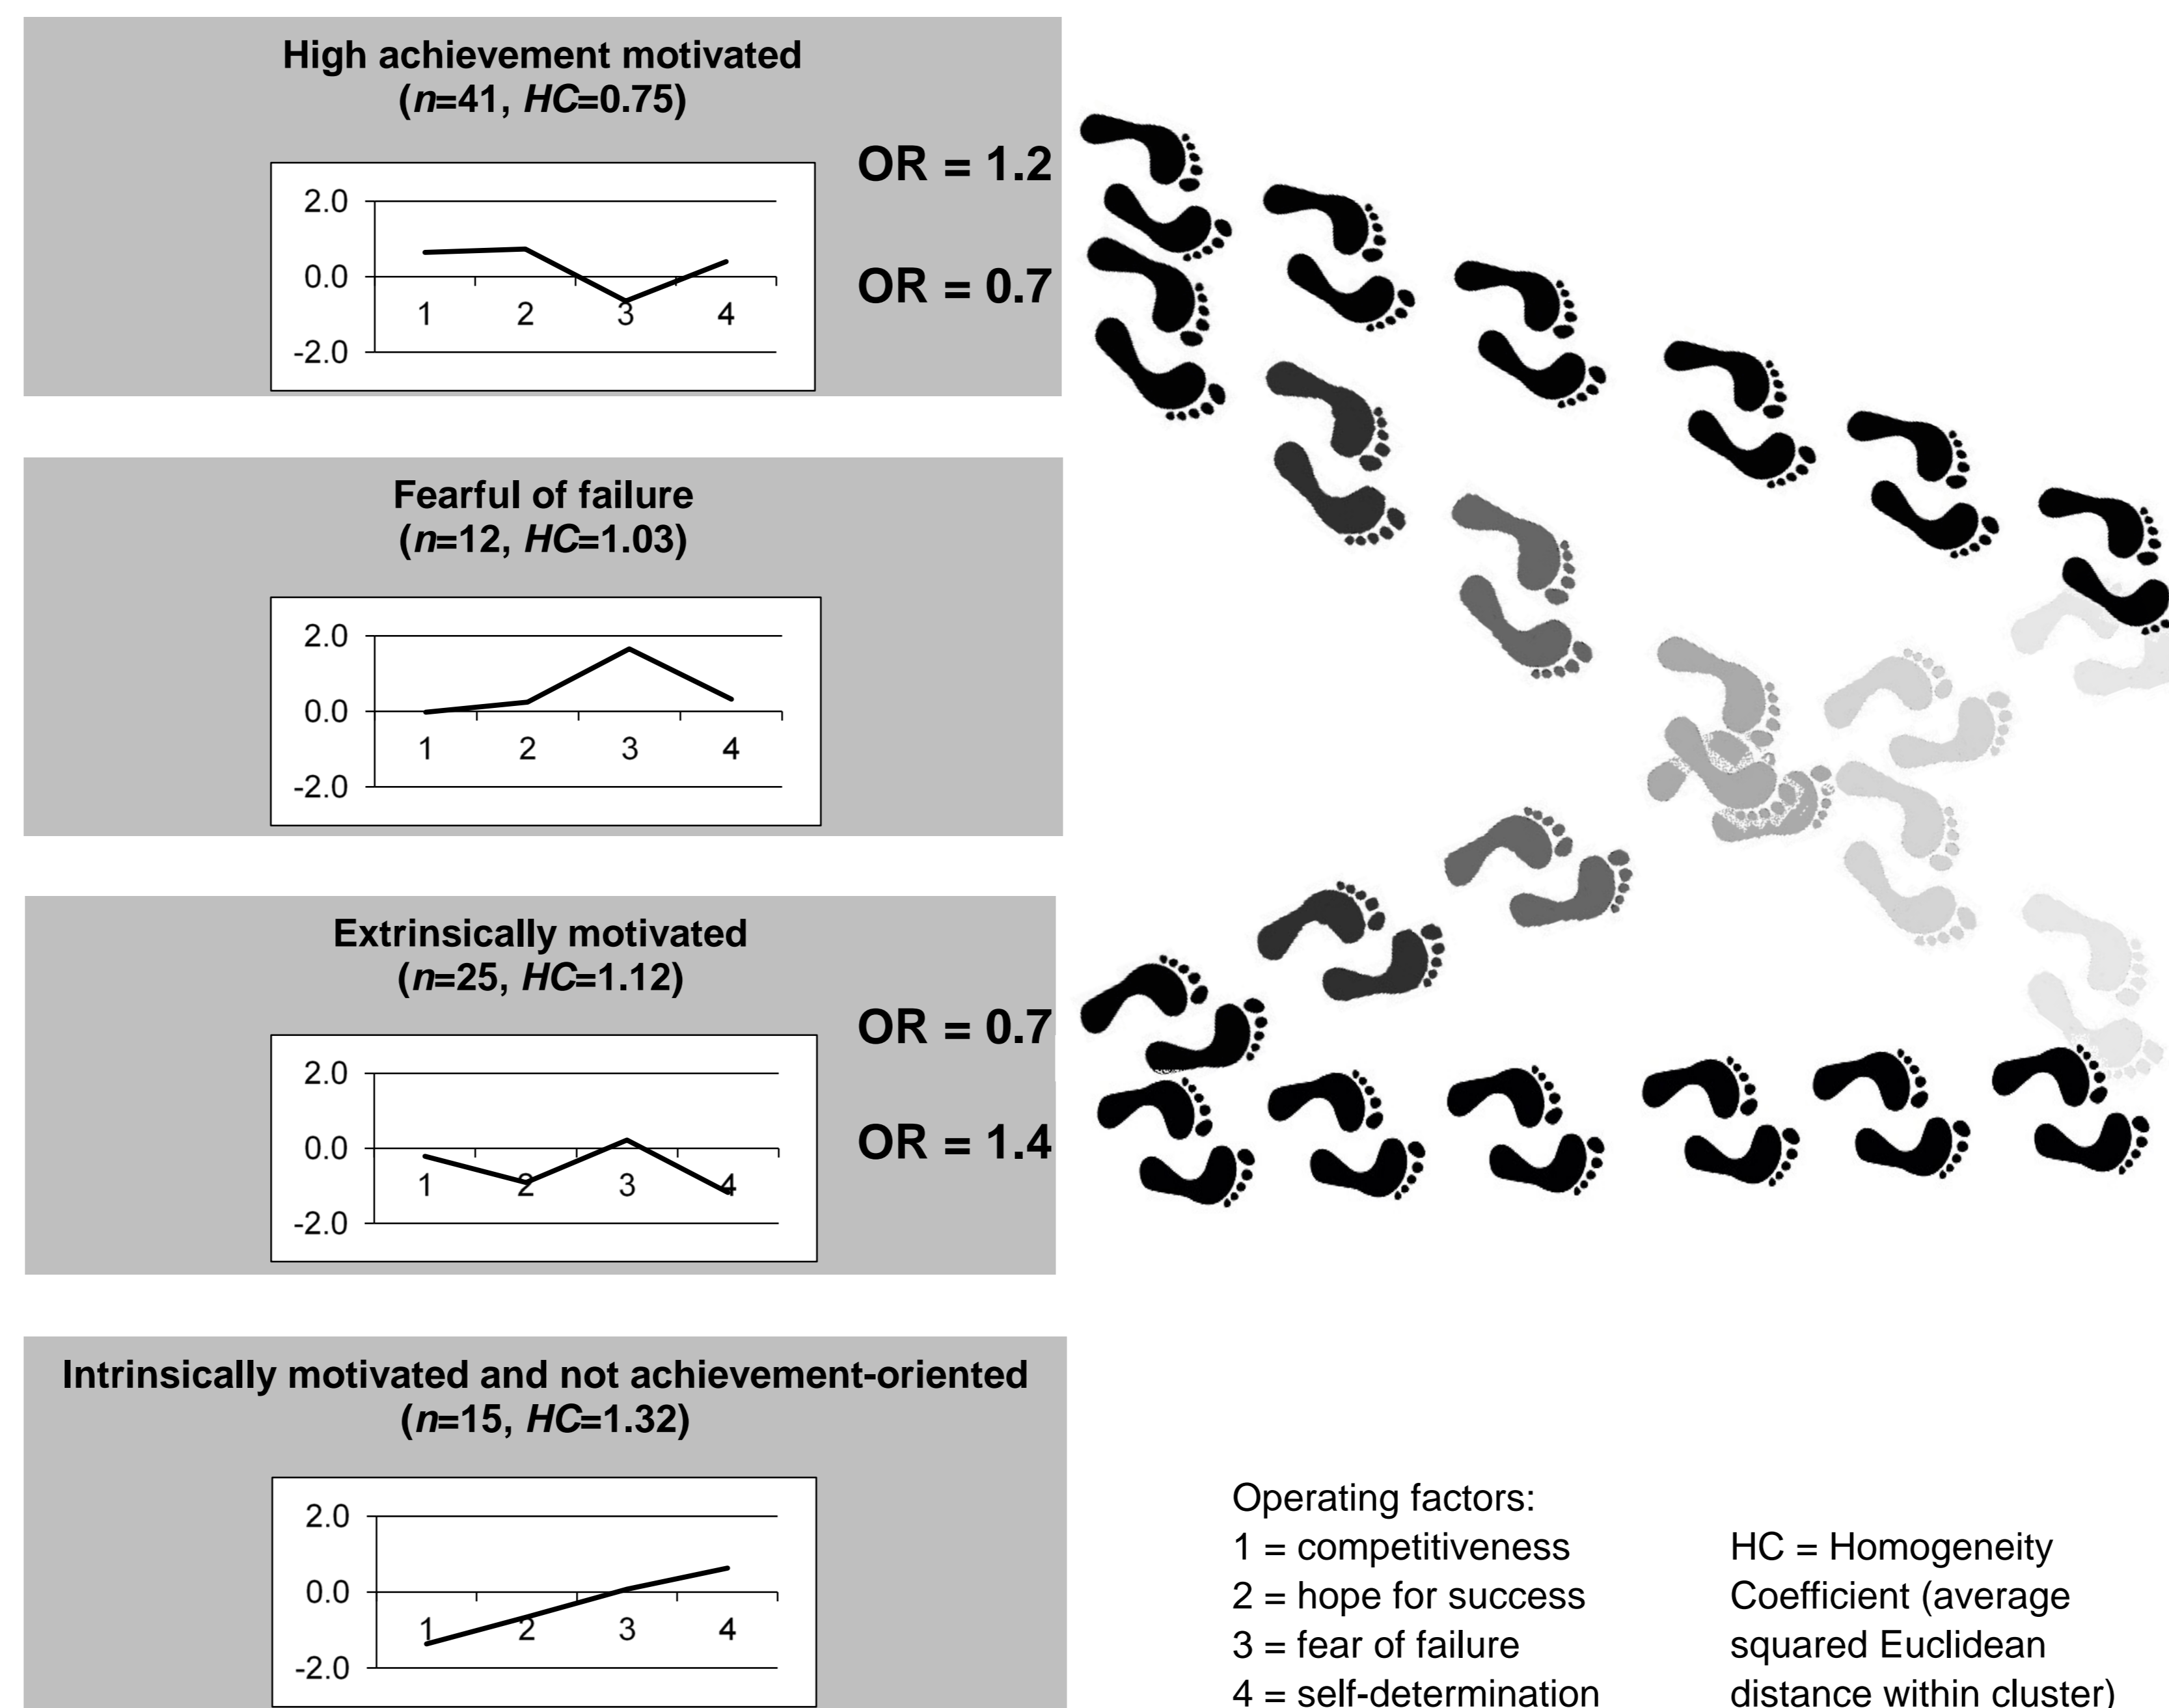 High achievement motivated
(n=41, HC=0.75)
OR = 1.2
OR = 0.7
2.0
0.0
-2.0
1 2 3 4
Fearful of failure
(n=12, HC=1.03)
2.0
0.0
-2.0
1 2 3 4
Extrinsically motivated
(n=25, HC=1.12)
OR = 0.7
OR = 1.4
2.0
0.0
-2.0
1 2 3 4
Intrinsically motivated and not achievement-oriented
(n=15, HC=1.32)
2.0
0.0
-2.0
1 2 3 4
Operating factors:
1 = competitiveness
2 = hope for success
3 = fear of failure
4 = self-determination
HC = Homogeneity
Coefficient (average
squared Euclidean
distance within cluster)